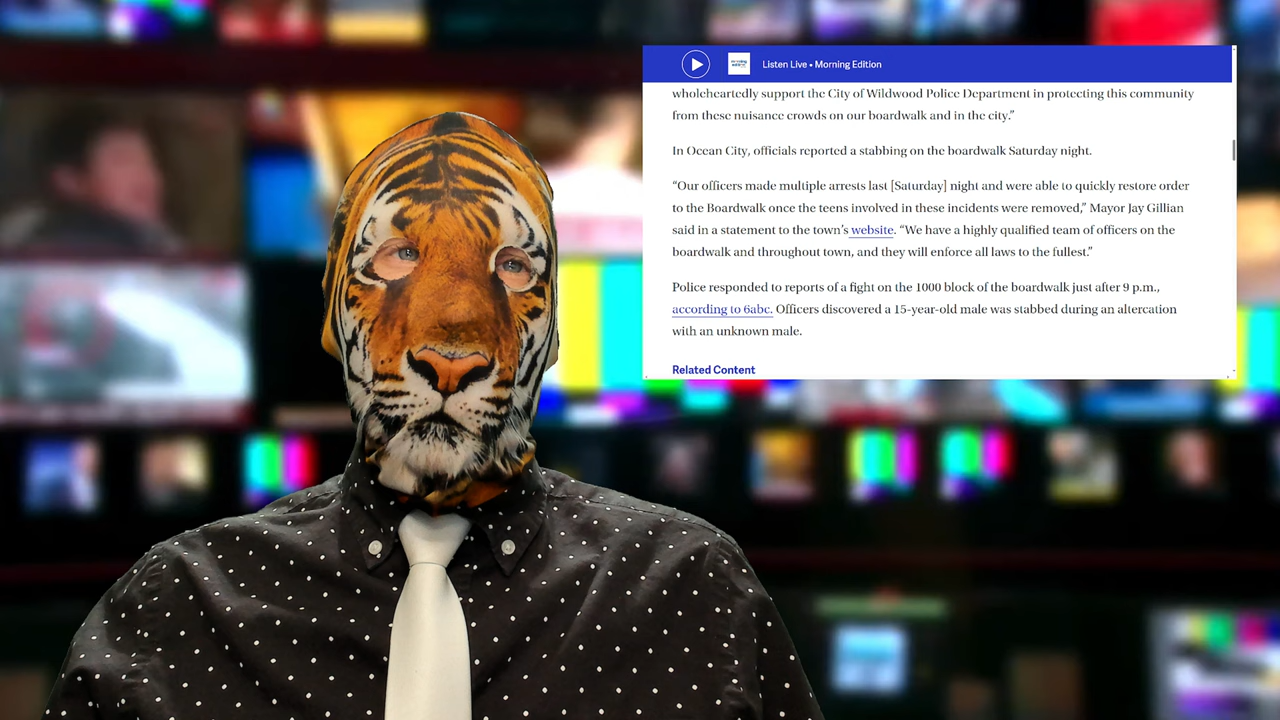 Listen Live • Morning Edition
wholeheartedly support the City of Wildwood Police Department in protecting this community
from these nuisance crowds on our boardwalk and in the city.”
In Ocean City, officials reported a stabbing on the boardwalk Saturday night.
“Our officers made multiple arrests last [Saturday] night and were able to quickly restore order
to the Boardwalk once the teens involved in these incidents were removed,” Mayor Jay Gillian
said in a statement to the town’s website. “We have a highly qualified team of officers on the
boardwalk and throughout town, and they will enforce all laws to the fullest.”
Police responded to reports of a fight on the 1000 block of the boardwalk just after 9 p.m.,
according to 6abc. Officers discovered a 15-year-old male was stabbed during an altercation
with an unknown male.
Related Content